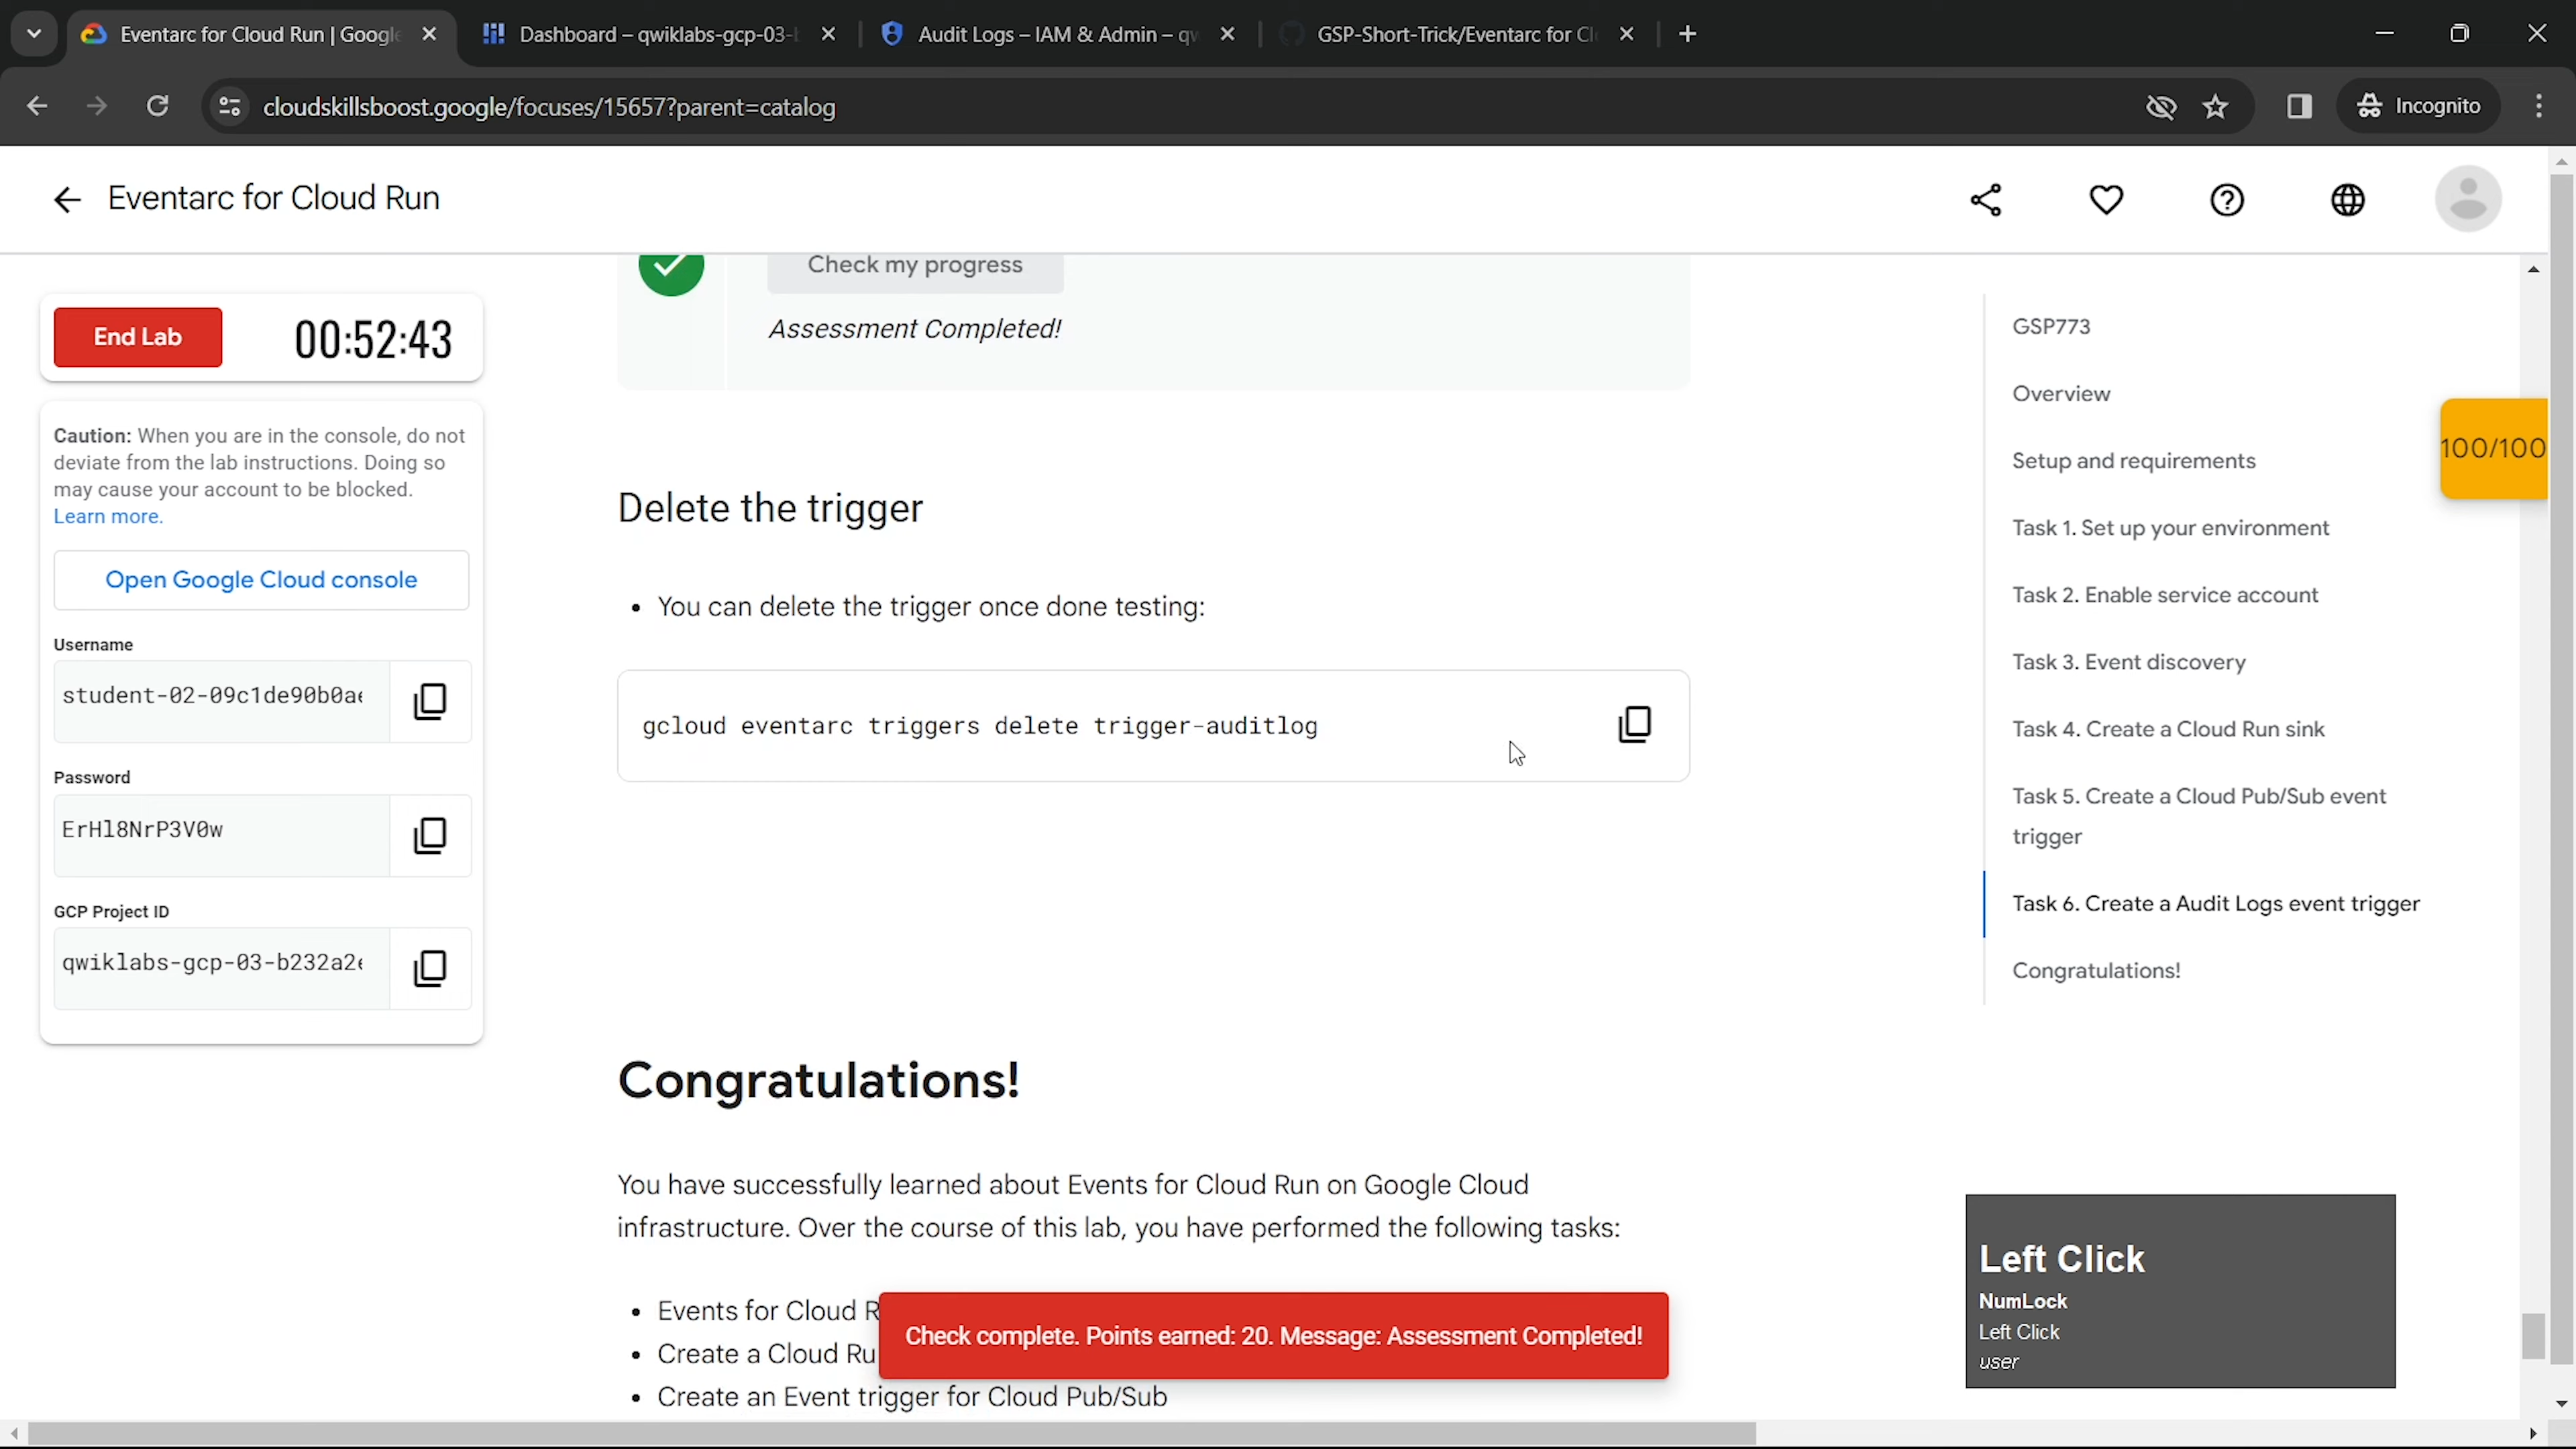 Eventarc for Cloud Run | Google
Dashboard – qwiklabs-gcp-03-b
Audit Logs – IAM & Admin – qw
GSP-Short-Trick/Eventarc for Cl
cloudskillsboost.google/focuses/15657?parent=catalog
Incognito
Eventarc for Cloud Run
End Lab
00:52:43
Caution: When you are in the console, do not
deviate from the lab instructions. Doing so
may cause your account to be blocked.
Learn more.
Open Google Cloud console
Username
student-02-09c1de90b0ae
Password
ErHl8NrP3V0w
GCP Project ID
qwiklabs-gcp-03-b232a2e
Check my progress
Assessment Completed!
Delete the trigger
• You can delete the trigger once done testing:
gcloud eventarc triggers delete trigger-auditlog
Congratulations!
You have successfully learned about Events for Cloud Run on Google Cloud
infrastructure. Over the course of this lab, you have performed the following tasks:
• Events for Cloud R
• Create a Cloud Ru
• Create an Event trigger for Cloud Pub/Sub
Check complete. Points earned: 20. Message: Assessment Completed!
GSP773
Overview
Setup and requirements
Task 1. Set up your environment
Task 2. Enable service account
Task 3. Event discovery
Task 4. Create a Cloud Run sink
Task 5. Create a Cloud Pub/Sub event
trigger
Task 6. Create a Audit Logs event trigger
Congratulations!
100/100
Left Click
NumLock
Left Click
user